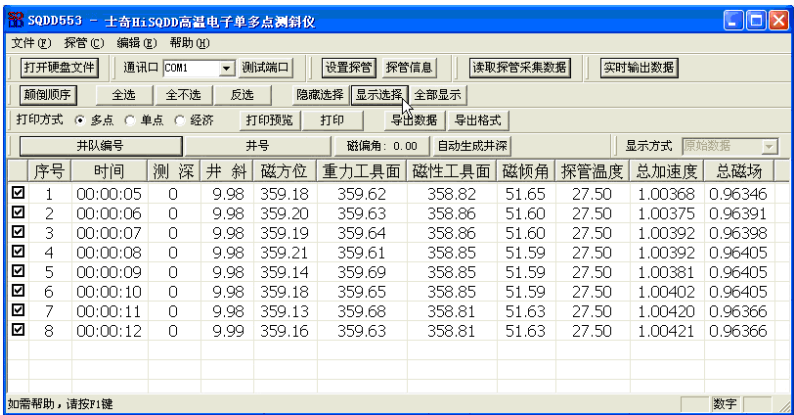 SQDD553 - 士奇HiSQDD高温电子单多点测斜仪
文件(F) 探管(C) 编辑(E) 帮助(H)
打开硬盘文件 通讯口 COM1 测试端口 设置探管 探管信息 读取探管采集数据 实时输出数据
颠倒顺序 全选 全不选 反选 隐藏选择 显示选择 全部显示
打印方式 多点 单点 经济 打印预览 打印 导出数据 导出格式
井队编号 井号 磁偏角: 0.00 自动生成井深 显示方式 原始数据
序号 时间 测 深 井 斜 磁方位 重力工具面 磁性工具面 磁倾角 探管温度 总加速度 总磁场
1 00:00:05 0 9.98 359.18 359.62 358.82 51.65 27.50 1.00368 0.96346
2 00:00:06 0 9.98 359.20 359.63 358.86 51.60 27.50 1.00375 0.96391
3 00:00:07 0 9.98 359.19 359.64 358.86 51.60 27.50 1.00392 0.96398
4 00:00:08 0 9.98 359.21 359.61 358.85 51.59 27.50 1.00392 0.96405
5 00:00:09 0 9.98 359.14 359.69 358.85 51.59 27.50 1.00381 0.96405
6 00:00:10 0 9.98 359.18 359.65 358.85 51.59 27.50 1.00402 0.96405
7 00:00:11 0 9.98 359.13 359.68 358.81 51.63 27.50 1.00420 0.96366
8 00:00:12 0 9.99 359.16 359.63 358.81 51.63 27.50 1.00421 0.96366
如需帮助，请按F1键 数字